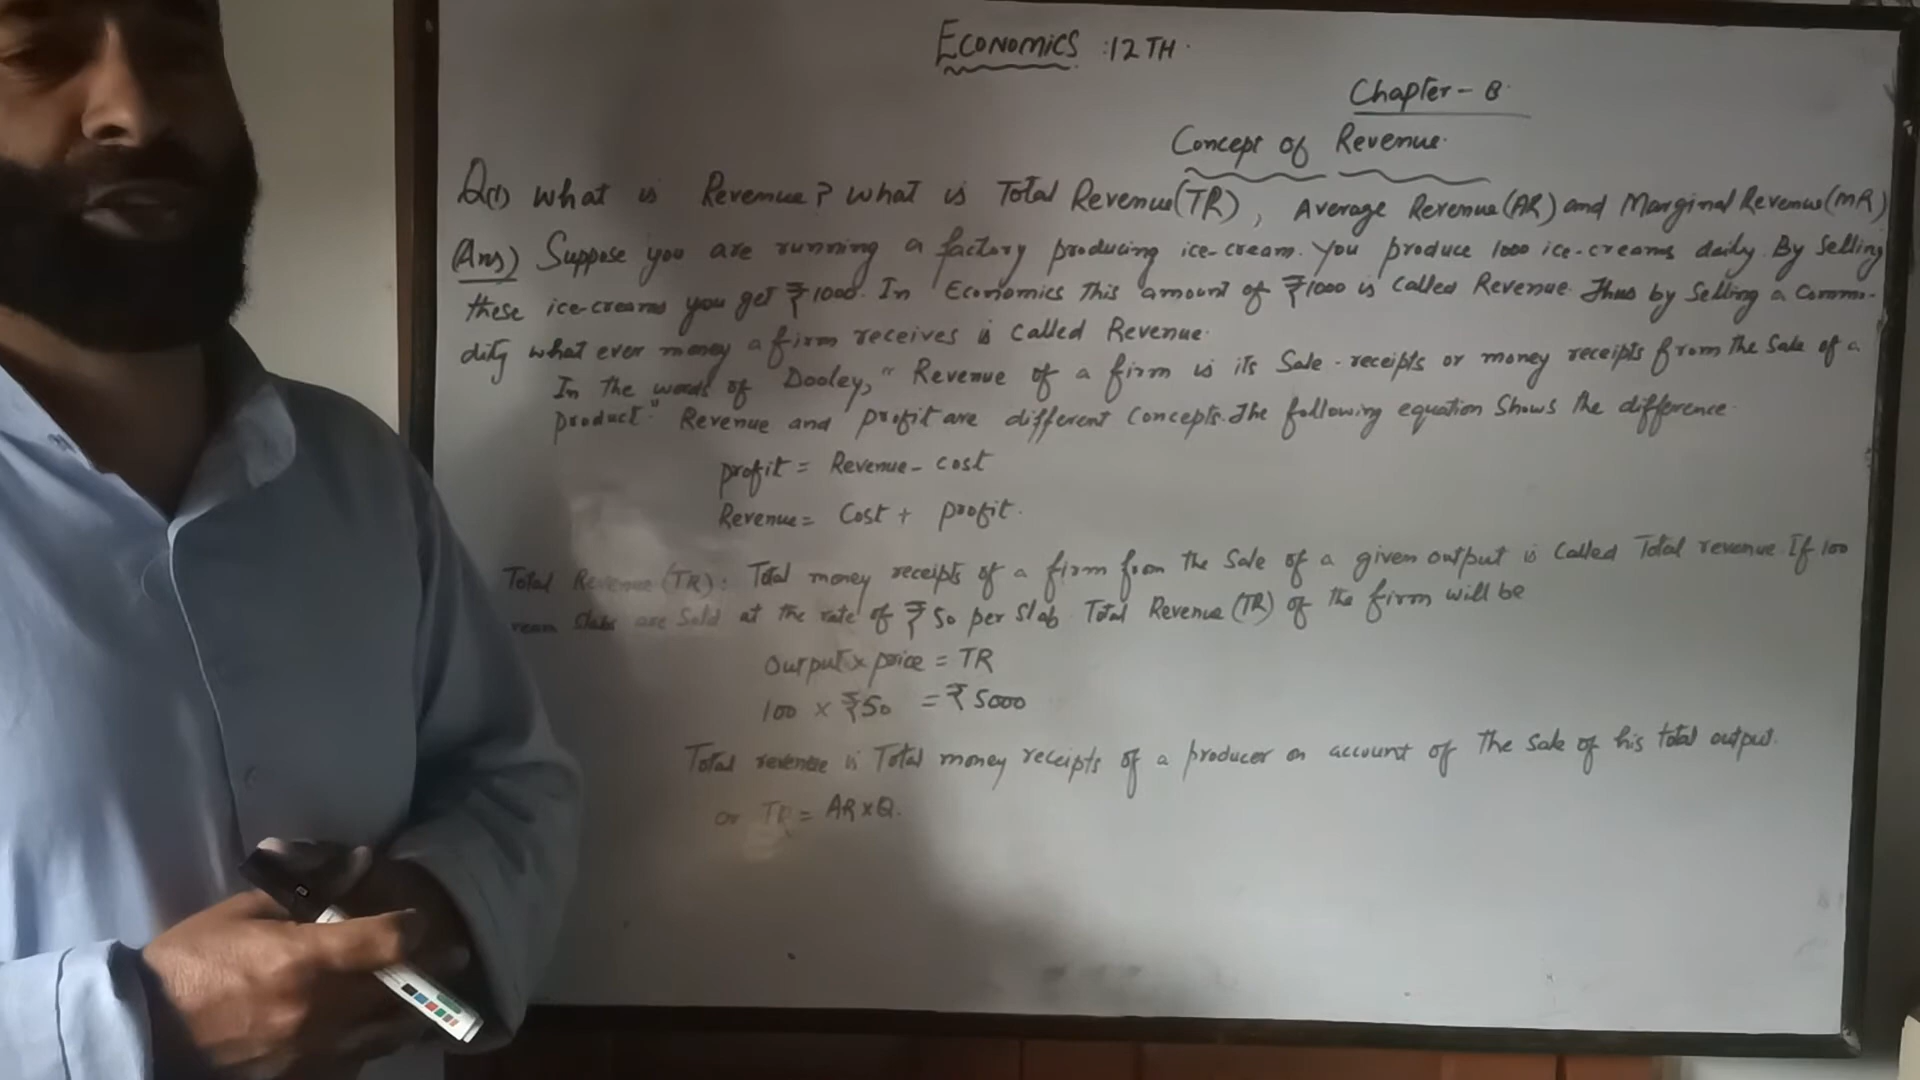 Economics :12TH.
Chapter - 8
Concept of Revenue.
Q(1) What is Revenue? What is Total Revenue(TR), Average Revenue(AR) and Marginal Revenue(MR)
(Ans) Suppose you are running a factory producing ice-cream. You produce 1000 ice-creams daily. By Selling
these ice-creams you get ₹1000. In Economics This amount of ₹1000 is called Revenue. Thus by Selling a Commo-
dity what ever money a firm receives is Called Revenue.
In the words of Dooley, "Revenue of a firm is its Sale-receipts or money receipts from The Sale of a
product." Revenue and profit are different Concepts. The following equation Shows The difference.
profit = Revenue - cost
Revenue = Cost + profit.
Total Revenue (TR): Total money receipts of a firm from the Sale of a given output is Called Total revenue. If 100
ream Slabs are Sold at the rate of ₹50 per slab Total Revenue (TR) of the firm will be
Output x price = TR
100 x ₹50 = ₹5000
Total revenue is Total money receipts of a producer on account of The Sale of his total output.
or TR = AR x Q.